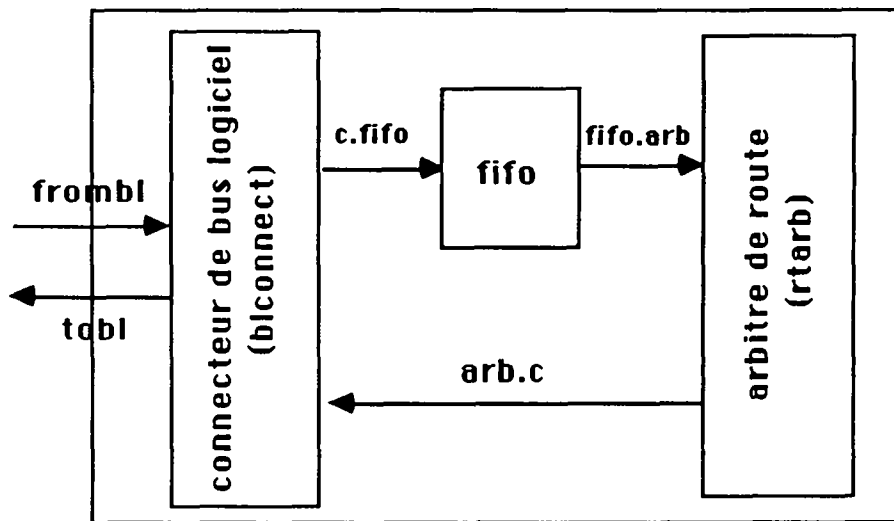 frombl
tobl
connecteur de bus logiciel
(blconnect)
c.fifo
fifo
fifo.arb
arb.c
arbitre de route
(rtarb)